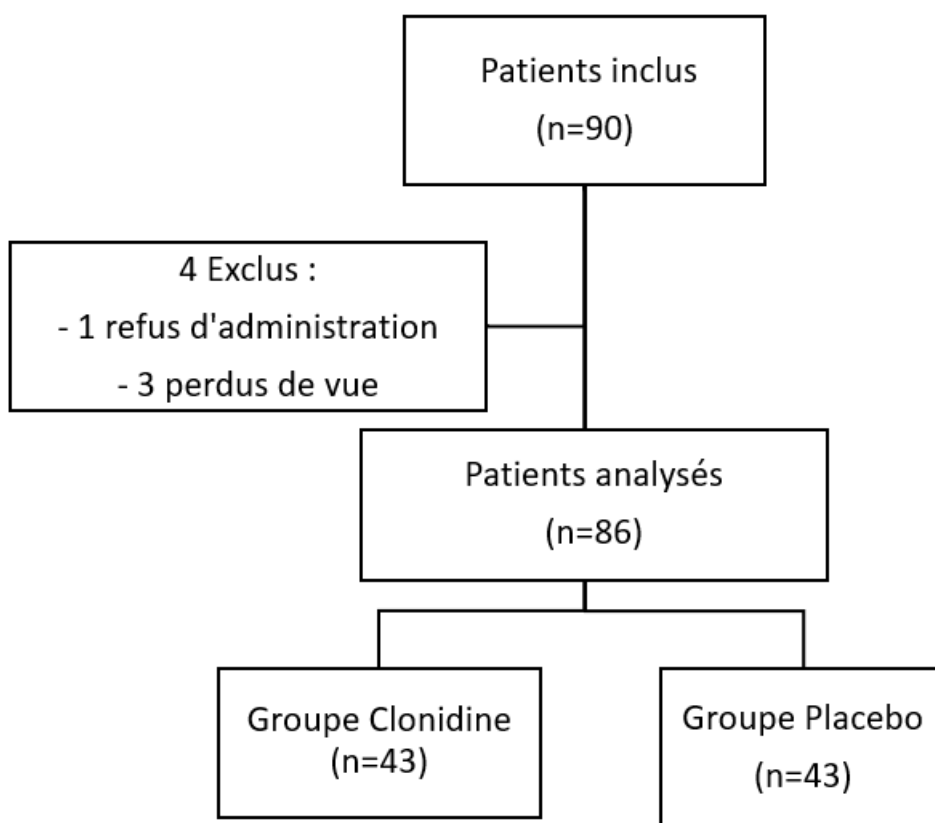 Patients inclus
(n=90)
4 Exclus :
- 1 refus d'administration
- 3 perdus de vue
Patients analysés
(n=86)
Groupe Clonidine
(n=43)
Groupe Placebo
(n=43)